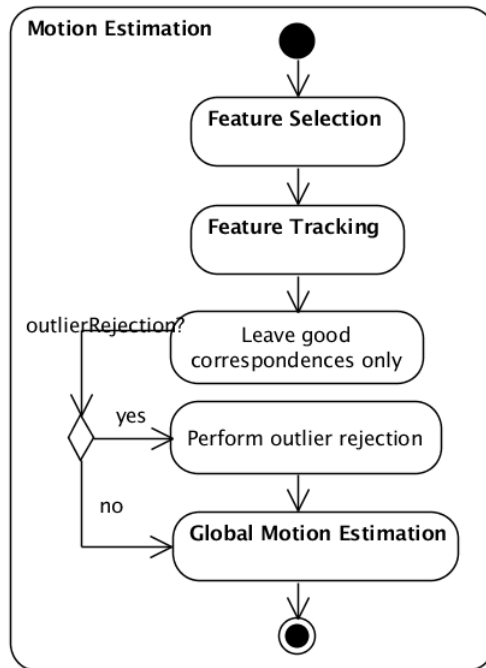 Motion Estimation
Feature Selection
Feature Tracking
outlierRejection?
Leave good
correspondences only
yes
Perform outlier rejection
no
Global Motion Estimation